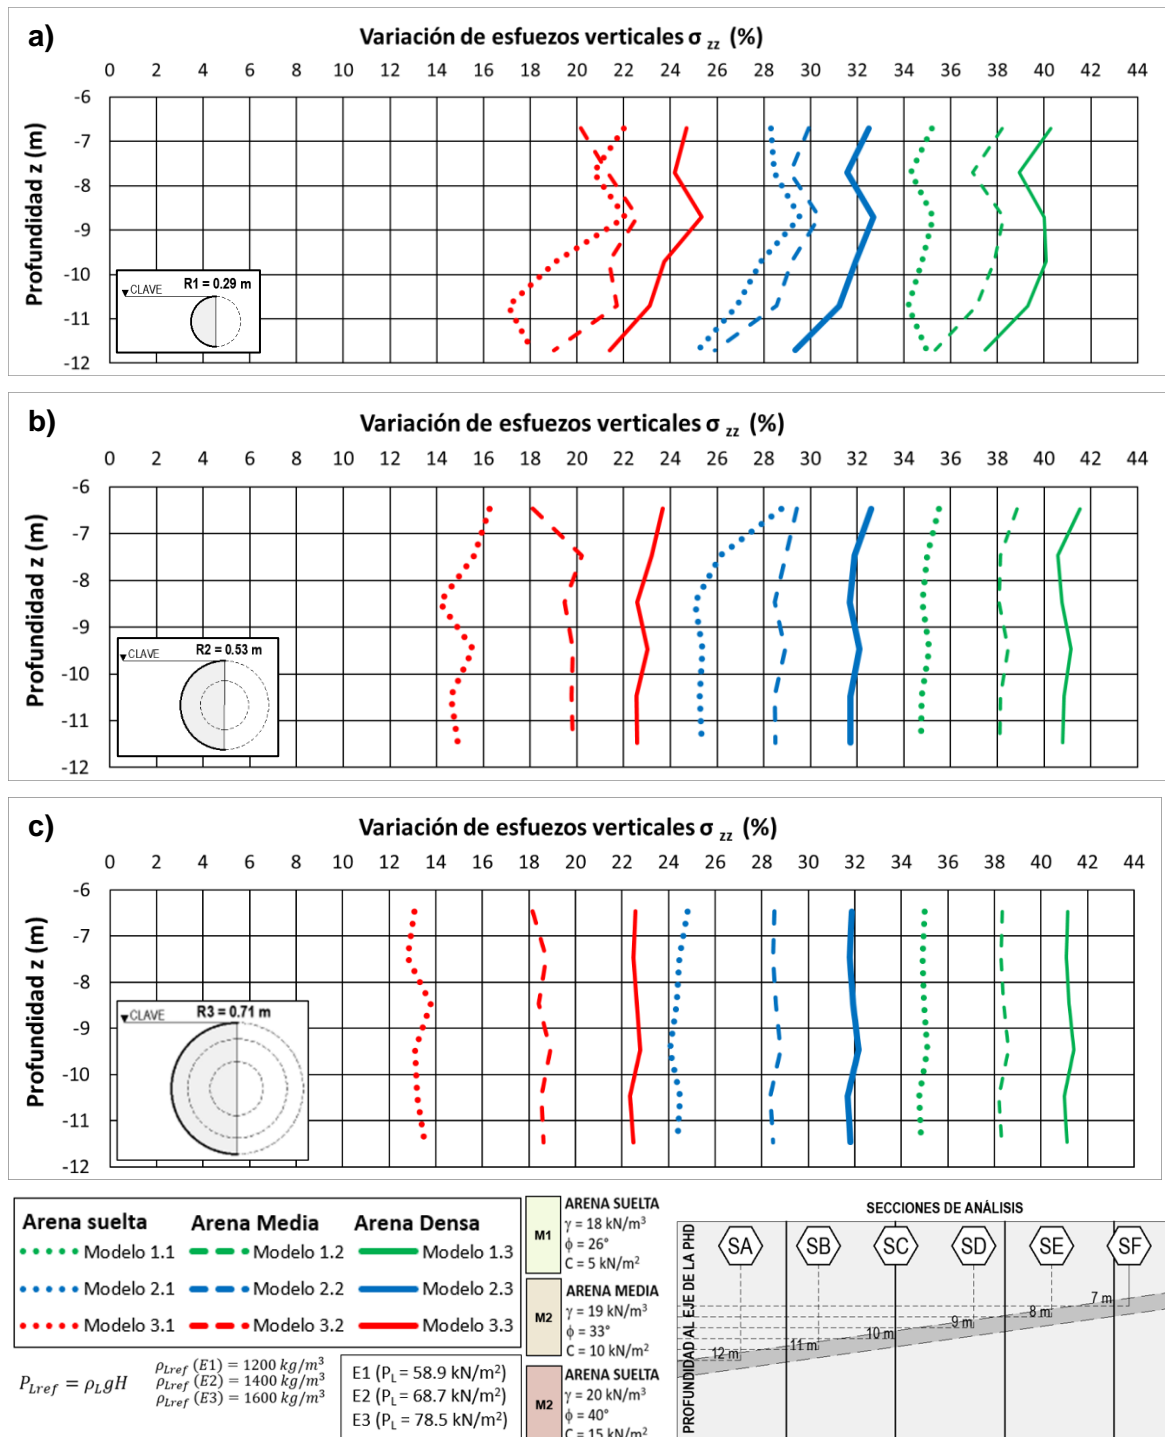 a)
Variación de esfuezos verticales σ zz (%)
0 2 4 6 8 10 12 14 16 18 20 22 24 26 28 30 32 34 36 38 40 42 44
Profundidad z (m)
-6
-7
-8
-9
-10
-11
-12
R1 = 0.29 m
CLAVE
b)
Variación de esfuezos verticales σ zz (%)
0 2 4 6 8 10 12 14 16 18 20 22 24 26 28 30 32 34 36 38 40 42 44
Profundidad z (m)
-6
-7
-8
-9
-10
-11
-12
R2 = 0.53 m
CLAVE
c)
Variación de esfuezos verticales σ zz (%)
0 2 4 6 8 10 12 14 16 18 20 22 24 26 28 30 32 34 36 38 40 42 44
Profundidad z (m)
-6
-7
-8
-9
-10
-11
-12
R3 = 0.71 m
CLAVE
Arena suelta Arena Media Arena Densa
Modelo 1.1 Modelo 1.2 Modelo 1.3
Modelo 2.1 Modelo 2.2 Modelo 2.3
Modelo 3.1 Modelo 3.2 Modelo 3.3
P_Lref = ρ_L gH
ρ_Lref (E1) = 1200 kg/m³
ρ_Lref (E2) = 1400 kg/m³
ρ_Lref (E3) = 1600 kg/m³
E1 (P_L = 58.9 kN/m²)
E2 (P_L = 68.7 kN/m²)
E3 (P_L = 78.5 kN/m²)
M1
ARENA SUELTA
γ = 18 kN/m³
ϕ = 26°
C = 5 kN/m²
M2
ARENA MEDIA
γ = 19 kN/m³
ϕ = 33°
C = 10 kN/m²
M2
ARENA SUELTA
γ = 20 kN/m³
ϕ = 40°
C = 15 kN/m²
SECCIONES DE ANÁLISIS
PROFUNDIDAD AL EJE DE LA PHD
SA SB SC SD SE SF
12 m
11 m
10 m
9 m
8 m
7 m